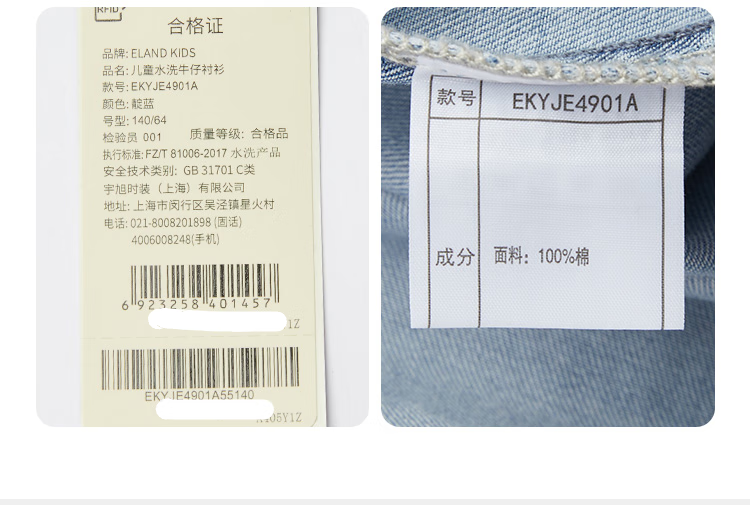 RFID
合格证
品牌: ELAND KIDS
品名: 儿童水洗牛仔衬衫
款号: EKYJE4901A
颜色: 靛蓝
号型: 140/64
检验员 001 质量等级: 合格品
执行标准: FZ/T 81006-2017 水洗产品
安全技术类别: GB 31701 C类
宇旭时装（上海）有限公司
地址: 上海市闵行区吴泾镇星火村
电话: 021-8008201898 (固话)
4006008248(手机)
6 923258 401457
1Z
EKYJE4901A55140
A405Y1Z
款号 EKYJE4901A
成分 面料: 100%棉